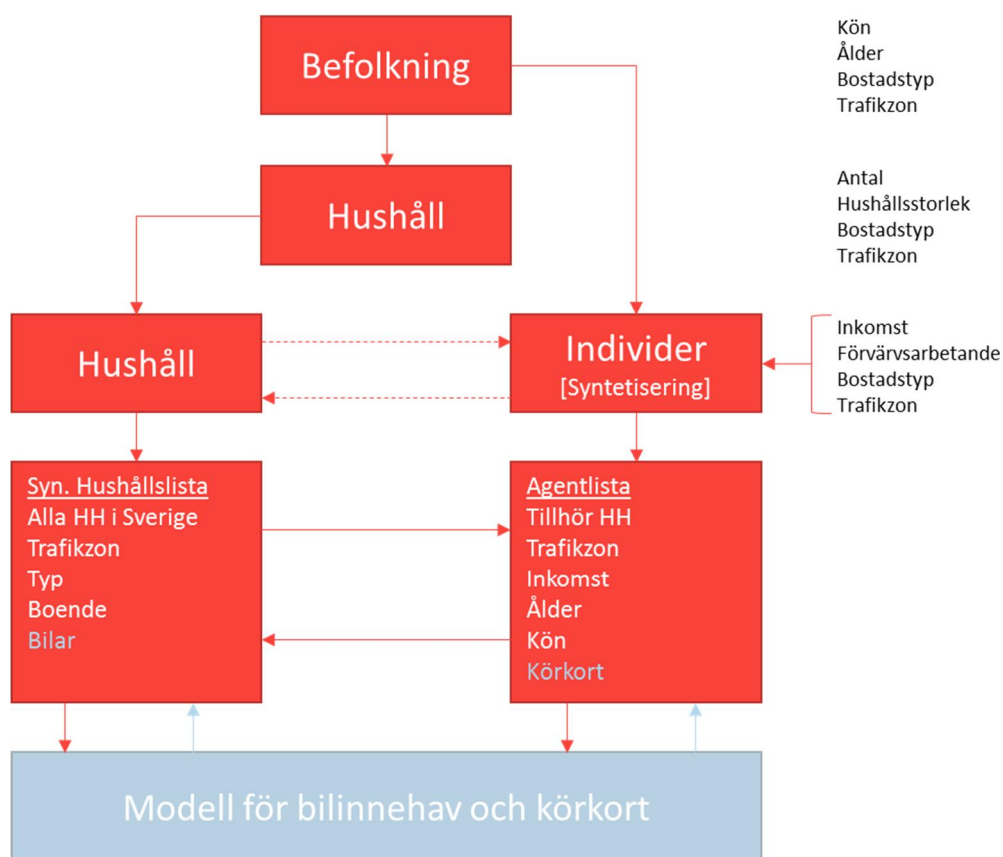 Befolkning
Kön
Ålder
Bostadstyp
Trafikzon
Hushåll
Antal
Hushållsstorlek
Bostadstyp
Trafikzon
Hushåll
Individer
[Syntetisering]
Inkomst
Förvärvsarbetande
Bostadstyp
Trafikzon
Syn. Hushållslista
Alla HH i Sverige
Trafikzon
Typ
Boende
Bilar
Agentlista
Tillhör HH
Trafikzon
Inkomst
Ålder
Kön
Körkort
Modell för bilinnehav och körkort